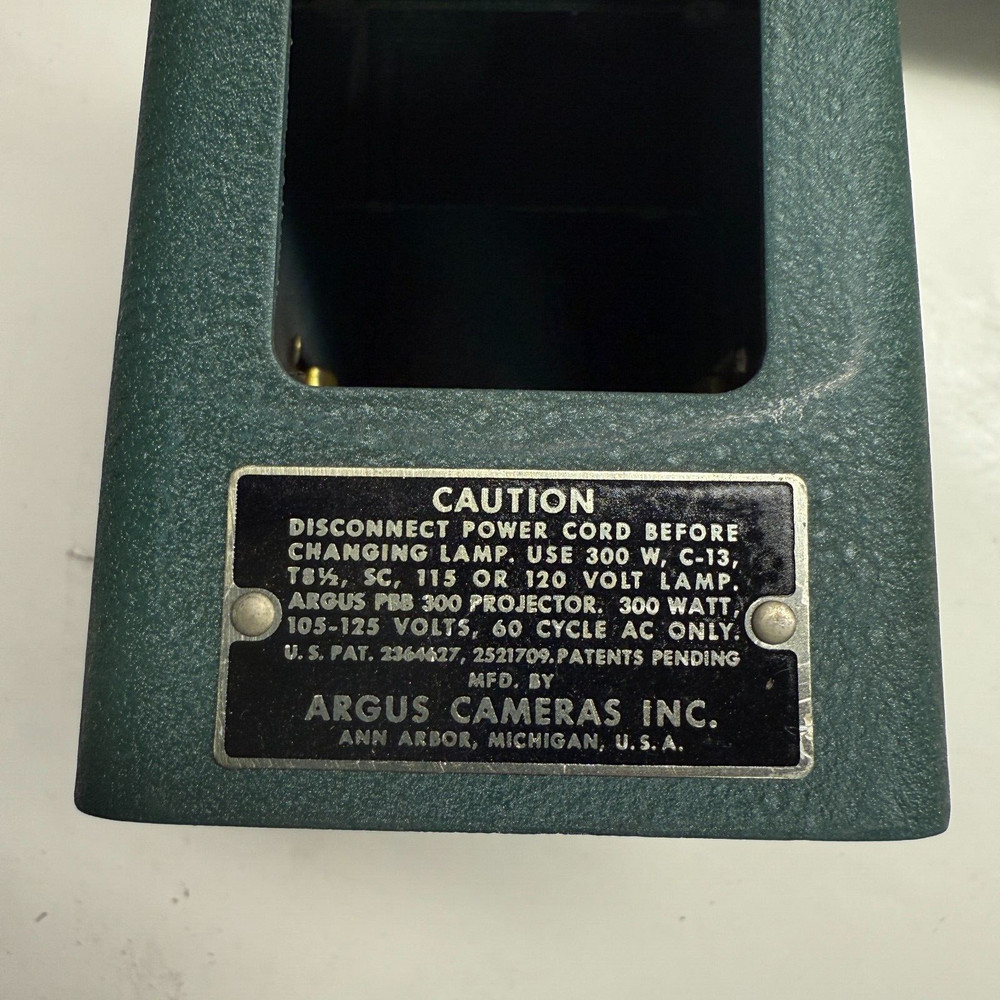 CAUTION
DISCONNECT POWER CORD BEFORE
CHANGING LAMP. USE 300 W, C-13,
T8½, SC, 115 OR 120 VOLT LAMP.
ARGUS PBB 300 PROJECTOR. 300 WATT,
105-125 VOLTS, 60 CYCLE AC ONLY.
U. S. PAT. 2364627, 2521709. PATENTS PENDING
MFD. BY
ARGUS CAMERAS INC.
ANN ARBOR, MICHIGAN, U. S. A.